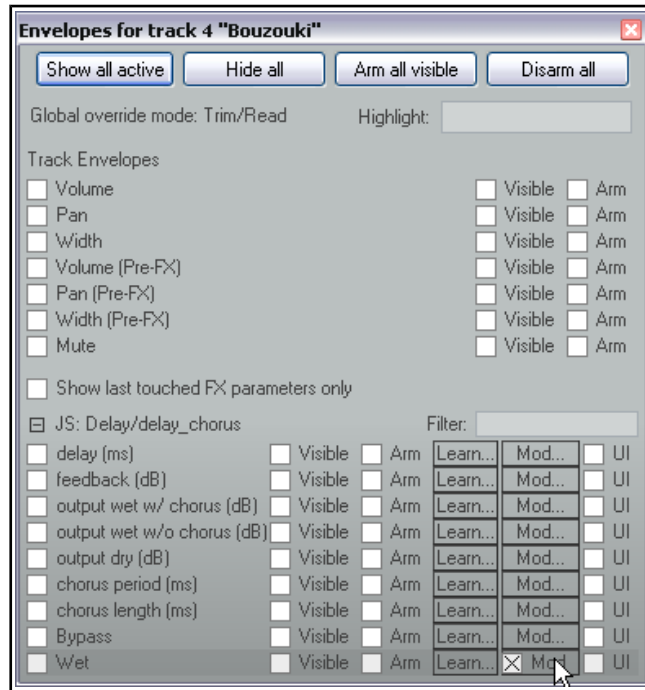 Envelopes for track 4 "Bouzouki"
Show all active Hide all Arm all visible Disarm all
Global override mode: Trim/Read Highlight:
Track Envelopes
Volume Visible Arm
Pan Visible Arm
Width Visible Arm
Volume (Pre-FX) Visible Arm
Pan (Pre-FX) Visible Arm
Width (Pre-FX) Visible Arm
Mute Visible Arm
Show last touched FX parameters only
JS: Delay/delay_chorus Filter:
delay (ms) Visible Arm Learn... Mod... UI
feedback (dB) Visible Arm Learn... Mod... UI
output wet w/ chorus (dB) Visible Arm Learn... Mod... UI
output wet w/o chorus (dB) Visible Arm Learn... Mod... UI
output dry (dB) Visible Arm Learn... Mod... UI
chorus period (ms) Visible Arm Learn... Mod... UI
chorus length (ms) Visible Arm Learn... Mod... UI
Bypass Visible Arm Learn... Mod... UI
Wet Visible Arm Learn... Mod UI